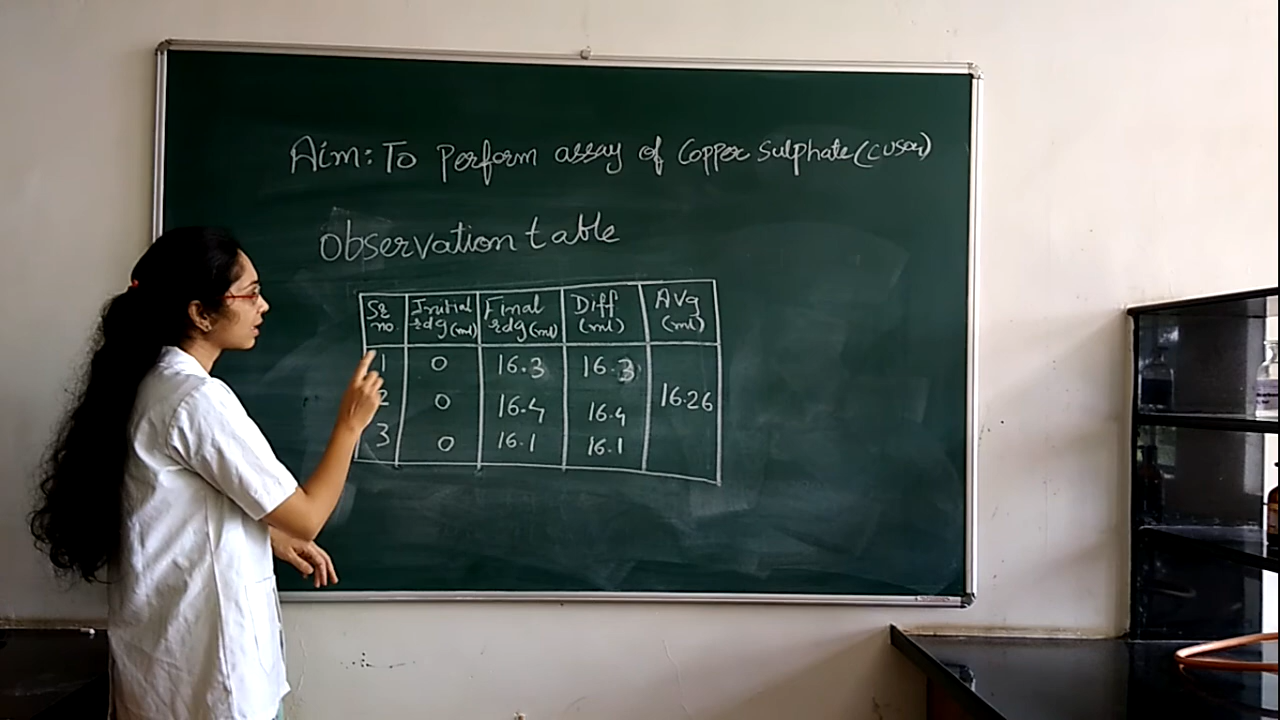 Aim: To Perform assay of Copper Sulphate (CUSO4)
Observation table
Sr no Initial rdg (ml) Final rdg (ml) Diff (ml) Avg (ml)
1 0 16.3 16.3
2 0 16.4 16.4 16.26
3 0 16.1 16.1